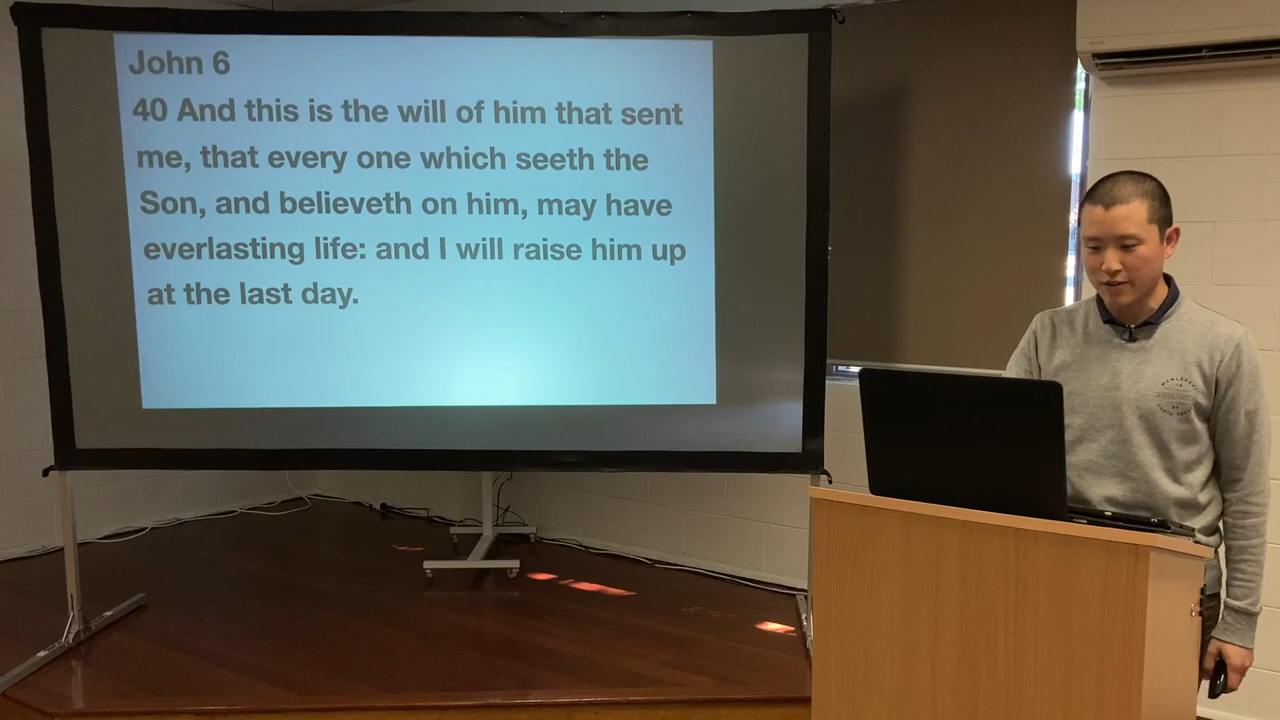 John 6
40 And this is the will of him that sent
me, that every one which seeth the
Son, and believeth on him, may have
everlasting life: and I will raise him up
at the last day.